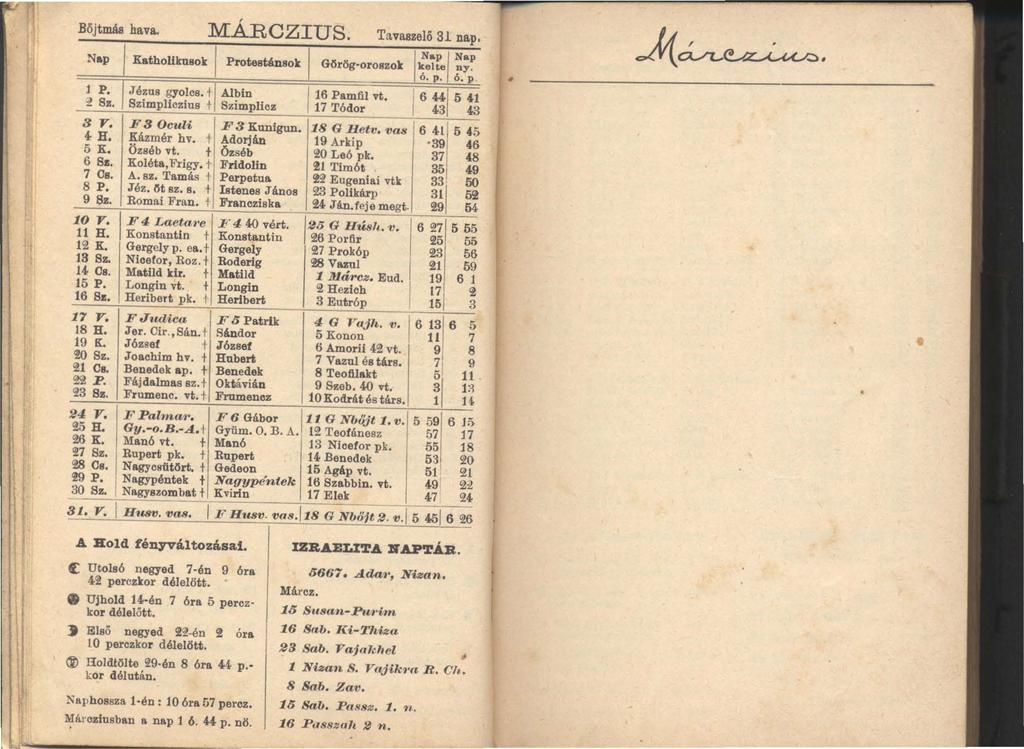 Bőjtmás hava. MÁRCZIUS. Tavaszelő 31 nap.
Nap Katholikusok Protestánsok Görög-oroszok Nap kelte ó. p. Nap ny. ó. p.
1 P. Jézus gyolcs. † Albin 16 Pamfil vt. 6 44 5 41
2 Sz. Szimpliczius † Szimplicz 17 Tódor 43 43
3 V. F 3 Oculi F 3 Kunigun. 18 G Hetv. vas 6 41 5 45
4 H. Kázmér hv. † Adorján 19 Arkip 39 46
5 K. Özséb vt. † Özséb 20 Leó pk. 37 48
6 Sz. Koléta, Frigy. † Fridolin 21 Timót 35 49
7 Cs. A. sz. Tamás † Perpetua 22 Eugeniai vtk 33 50
8 P. Jéz. öt sz. s. † Istenes János 23 Polikárp 31 52
9 Sz. Romai Fran. † Francziska 24 Ján. feje megt. 29 54
10 V. F 4 Laetare F 4 40 vért. 25 G Húsh. v. 6 27 5 55
11 H. Konstantin † Konstantin 26 Porfir 25 55
12 K. Gergely p. ea. † Gergely 27 Prokóp 23 56
13 Sz. Nicefor, Roz. † Roderig 28 Vazul 21 59
14 Cs. Matild kir. † Matild 1 Márcz. Eud. 19 6 1
15 P. Longin vt. † Longin 2 Hezich 17 2
16 Sz. Heribert pk. † Heribert 3 Eutróp 15 3
17 V. F Judica F 5 Patrik 4 G Vajh. v. 6 13 6 5
18 H. Jer. Cir., Sán. † Sándor 5 Konon 11 7
19 K. József † József 6 Amorii 42 vt. 9 8
20 Sz. Joachim hv. † Hubert 7 Vazul és társ. 7 9
21 Cs. Benedek ap. † Benedek 8 Teofilakt 5 11
22 P. Fájdalmas sz. † Oktávián 9 Szeb. 40 vt. 3 13
23 Sz. Frumenc. vt. † Frumencz 10 Kodrát és társ. 1 14
24 V. F Palmar. F 6 Gábor 11 G Nbőjt 1. v. 5 59 6 15
25 H. Gy.-o.B.-A. † Gyüm. O. B. A. 12 Teofánesz 57 17
26 K. Manó vt. † Manó 13 Nicefor pk. 55 18
27 Sz. Rupert pk. † Rupert 14 Benedek 53 20
28 Cs. Nagycsütört. † Gedeon 15 Agáp vt. 51 21
29 P. Nagypéntek † Nagypéntek 16 Szabbin. vt. 49 22
30 Sz. Nagyszombat † Kvirin 17 Elek 47 24
31. V. Husv. vas. F Husv. vas. 18 G Nbőjt 2. v. 5 45 6 26
A Hold fényváltozásai.
Utolsó negyed 7-én 9 óra
42 perczkor délelőtt.
Ujhold 14-én 7 óra 5 percz-
kor délelőtt.
Első negyed 22-én 2 óra
10 perczkor délelőtt.
Holdtölte 29-én 8 óra 44 p.-
kor délután.
Naphossza 1-én : 10 óra 57 percz.
Márcziusban a nap 1 ó. 44 p. nő.
IZRAELITA NAPTÁR.
5667. Adar, Nizan.
Márcz.
15 Susan-Purim
16 Sab. Ki-Thiza
23 Sab. Vajakhel
1 Nizan S. Vajikra R. Ch.
8 Sab. Zav.
15 Sab. Passz. 1. n.
16 Passzah 2 n.
Márczius.